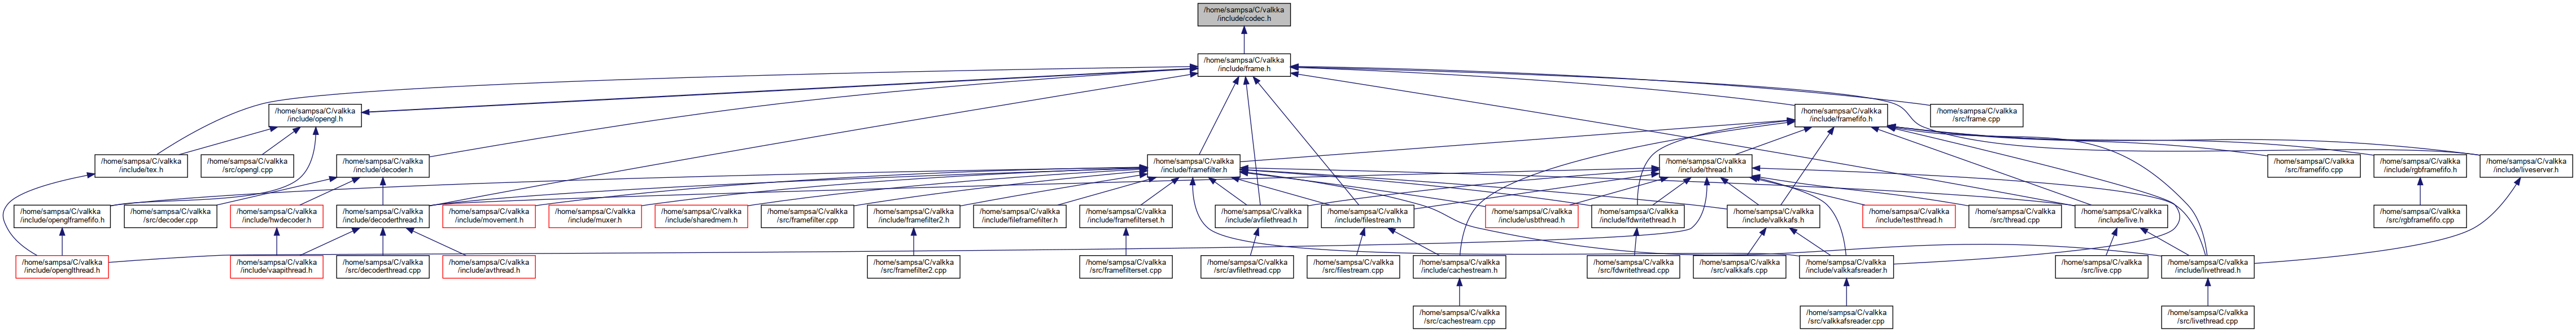 /home/sampsa/C/valkka
/include/codec.h
/home/sampsa/C/valkka
/include/frame.h
/home/sampsa/C/valkka
/include/opengl.h
/home/sampsa/C/valkka
/include/framefifo.h
/home/sampsa/C/valkka
/src/frame.cpp
/home/sampsa/C/valkka
/include/tex.h
/home/sampsa/C/valkka
/src/opengl.cpp
/home/sampsa/C/valkka
/include/decoder.h
/home/sampsa/C/valkka
/include/framefilter.h
/home/sampsa/C/valkka
/include/thread.h
/home/sampsa/C/valkka
/src/framefifo.cpp
/home/sampsa/C/valkka
/include/rgbframefifo.h
/home/sampsa/C/valkka
/include/liveserver.h
/home/sampsa/C/valkka
/include/openglframefifo.h
/home/sampsa/C/valkka
/src/decoder.cpp
/home/sampsa/C/valkka
/include/hwdecoder.h
/home/sampsa/C/valkka
/include/decoderthread.h
/home/sampsa/C/valkka
/include/movement.h
/home/sampsa/C/valkka
/include/muxer.h
/home/sampsa/C/valkka
/include/sharedmem.h
/home/sampsa/C/valkka
/src/framefilter.cpp
/home/sampsa/C/valkka
/include/framefilter2.h
/home/sampsa/C/valkka
/include/fileframefilter.h
/home/sampsa/C/valkka
/include/framefilterset.h
/home/sampsa/C/valkka
/include/avfilethread.h
/home/sampsa/C/valkka
/include/filestream.h
/home/sampsa/C/valkka
/include/usbthread.h
/home/sampsa/C/valkka
/include/fdwritethread.h
/home/sampsa/C/valkka
/include/valkkafs.h
/home/sampsa/C/valkka
/include/testthread.h
/home/sampsa/C/valkka
/src/thread.cpp
/home/sampsa/C/valkka
/include/live.h
/home/sampsa/C/valkka
/src/rgbframefifo.cpp
/home/sampsa/C/valkka
/include/openglthread.h
/home/sampsa/C/valkka
/include/vaapithread.h
/home/sampsa/C/valkka
/src/decoderthread.cpp
/home/sampsa/C/valkka
/include/avthread.h
/home/sampsa/C/valkka
/src/framefilter2.cpp
/home/sampsa/C/valkka
/src/framefilterset.cpp
/home/sampsa/C/valkka
/src/avfilethread.cpp
/home/sampsa/C/valkka
/src/filestream.cpp
/home/sampsa/C/valkka
/include/cachestream.h
/home/sampsa/C/valkka
/src/fdwritethread.cpp
/home/sampsa/C/valkka
/src/valkkafs.cpp
/home/sampsa/C/valkka
/include/valkkafsreader.h
/home/sampsa/C/valkka
/src/live.cpp
/home/sampsa/C/valkka
/include/livethread.h
/home/sampsa/C/valkka
/src/cachestream.cpp
/home/sampsa/C/valkka
/src/valkkafsreader.cpp
/home/sampsa/C/valkka
/src/livethread.cpp